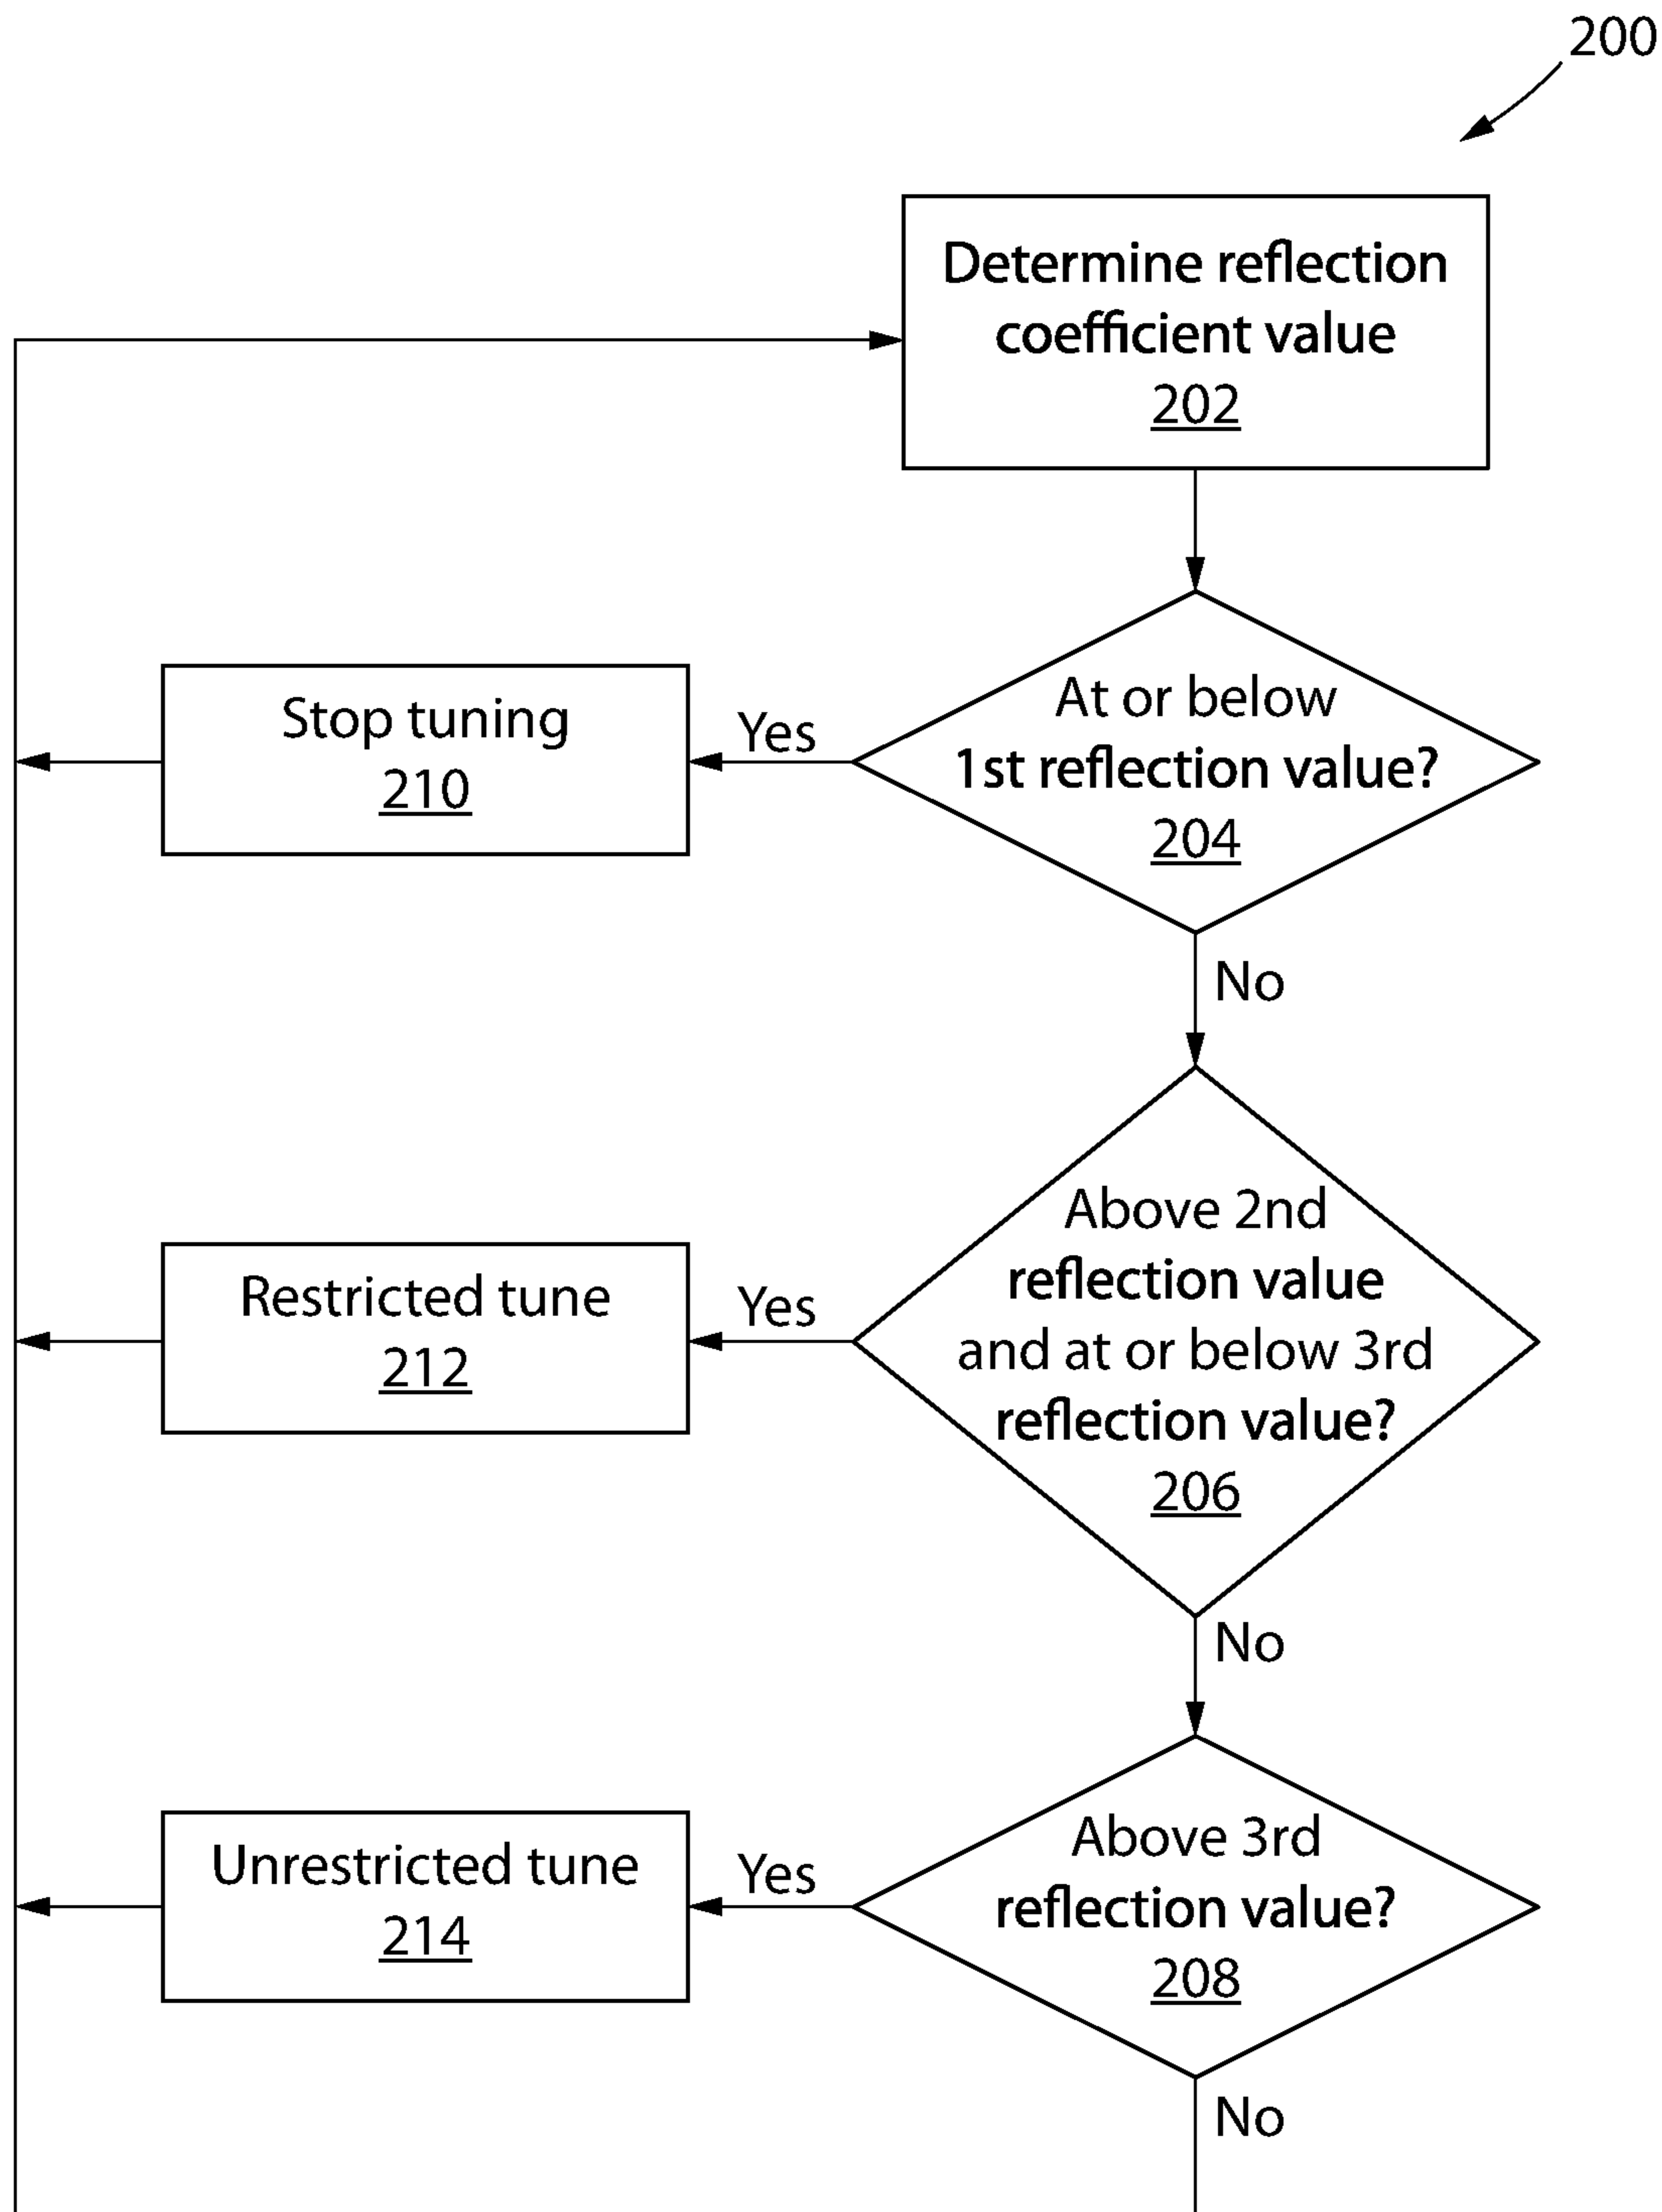 200
Determine reflection
coefficient value
202
At or below
1st reflection value?
204
Yes
Stop tuning
210
No
Above 2nd
reflection value
and at or below 3rd
reflection value?
206
Yes
Restricted tune
212
No
Above 3rd
reflection value?
208
Yes
Unrestricted tune
214
No